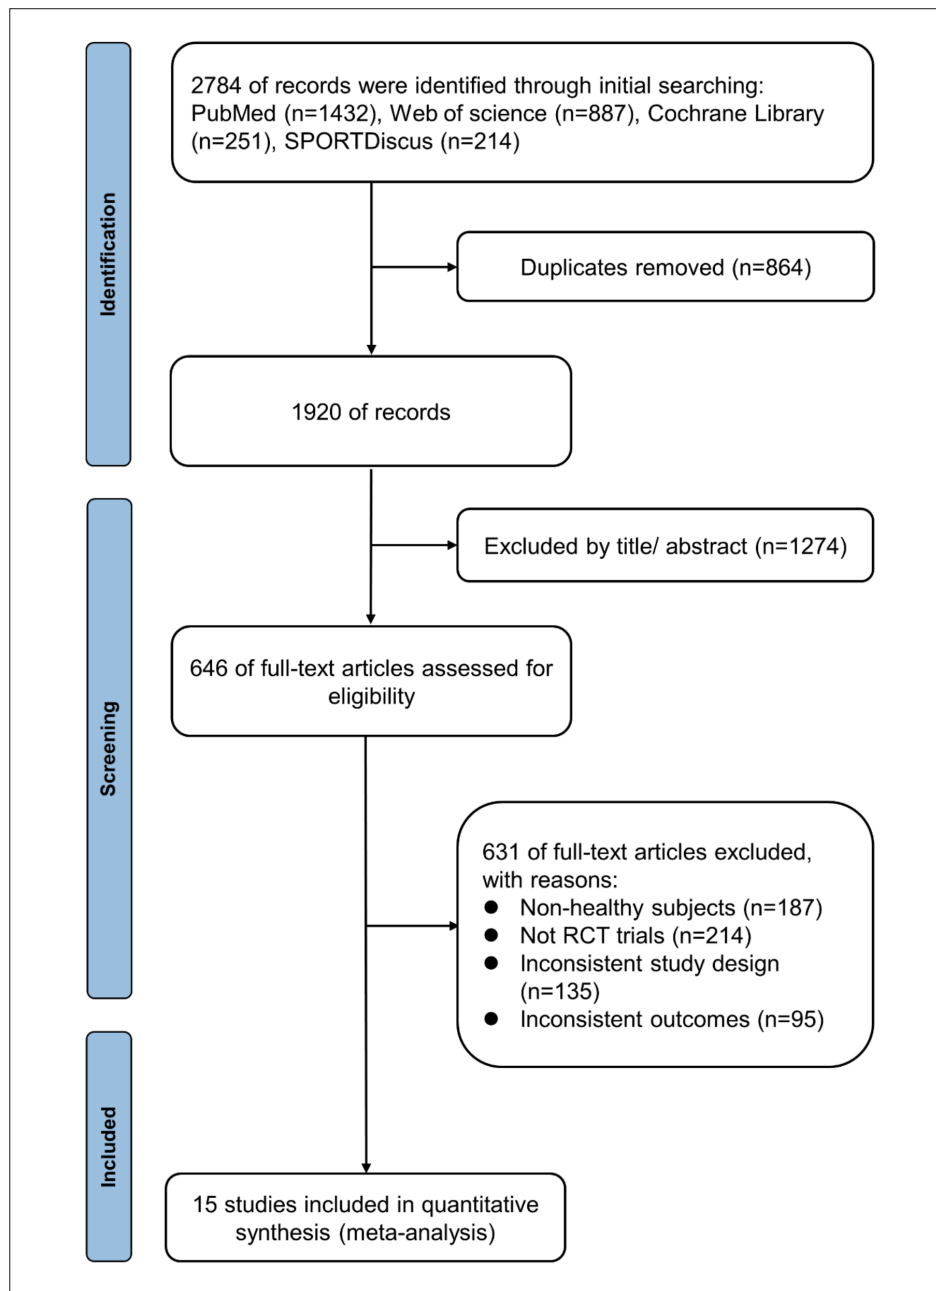 Identification
2784 of records were identified through initial searching:
PubMed (n=1432), Web of science (n=887), Cochrane Library
(n=251), SPORTDiscus (n=214)
Duplicates removed (n=864)
1920 of records
Screening
Excluded by title/ abstract (n=1274)
646 of full-text articles assessed for
eligibility
631 of full-text articles excluded,
with reasons:
● Non-healthy subjects (n=187)
● Not RCT trials (n=214)
● Inconsistent study design
(n=135)
● Inconsistent outcomes (n=95)
Included
15 studies included in quantitative
synthesis (meta-analysis)